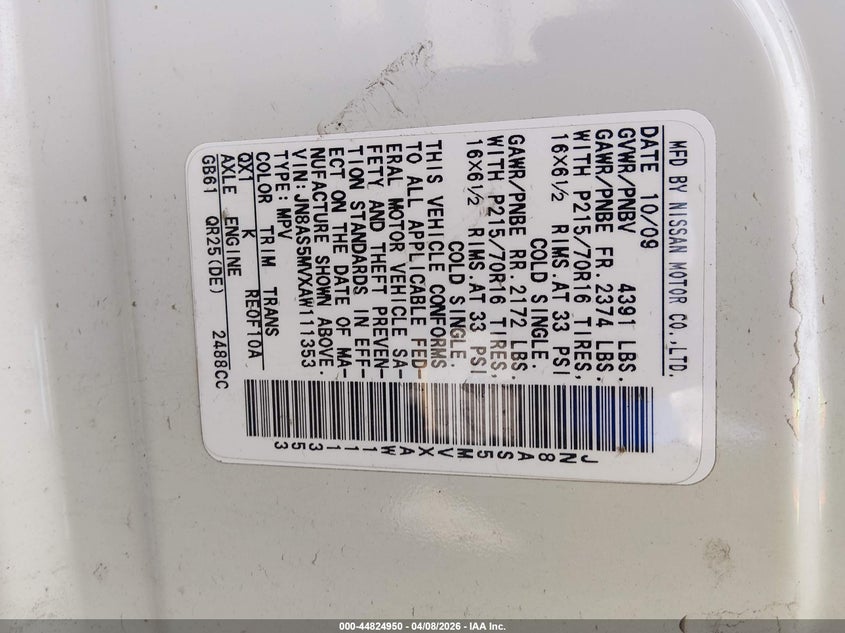 MFD BY NISSAN MOTOR CO.,LTD.
DATE 10/09
GVWR/PNBV 4391 LBS.
GAWR/PNBE FR. 2374 LBS.
WITH P215/70R16 TIRES,
16X6½ RIMS.AT 33 PSI
COLD SINGLE.
GAWR/PNBE RR. 2172 LBS.
WITH P215/70R16 TIRES,
16X6½ RIMS.AT 33 PSI
COLD SINGLE.
THIS VEHICLE CONFORMS
TO ALL APPLICABLE FED-
ERAL MOTOR VEHICLE SA-
FETY AND THEFT PREVEN-
TION STANDARDS IN EFF-
ECT ON THE DATE OF MA-
NUFACTURE SHOWN ABOVE.
VIN:JN8AS5MVXAW111353
TYPE:MPV
COLOR TRIM TRANS
QX1 K RE0F10A
AXLE ENGINE
GB61 QR25(DE) 2488CC
JN8AS5MVXAW111353
000-44824950 - 04/08/2026 - IAA Inc.